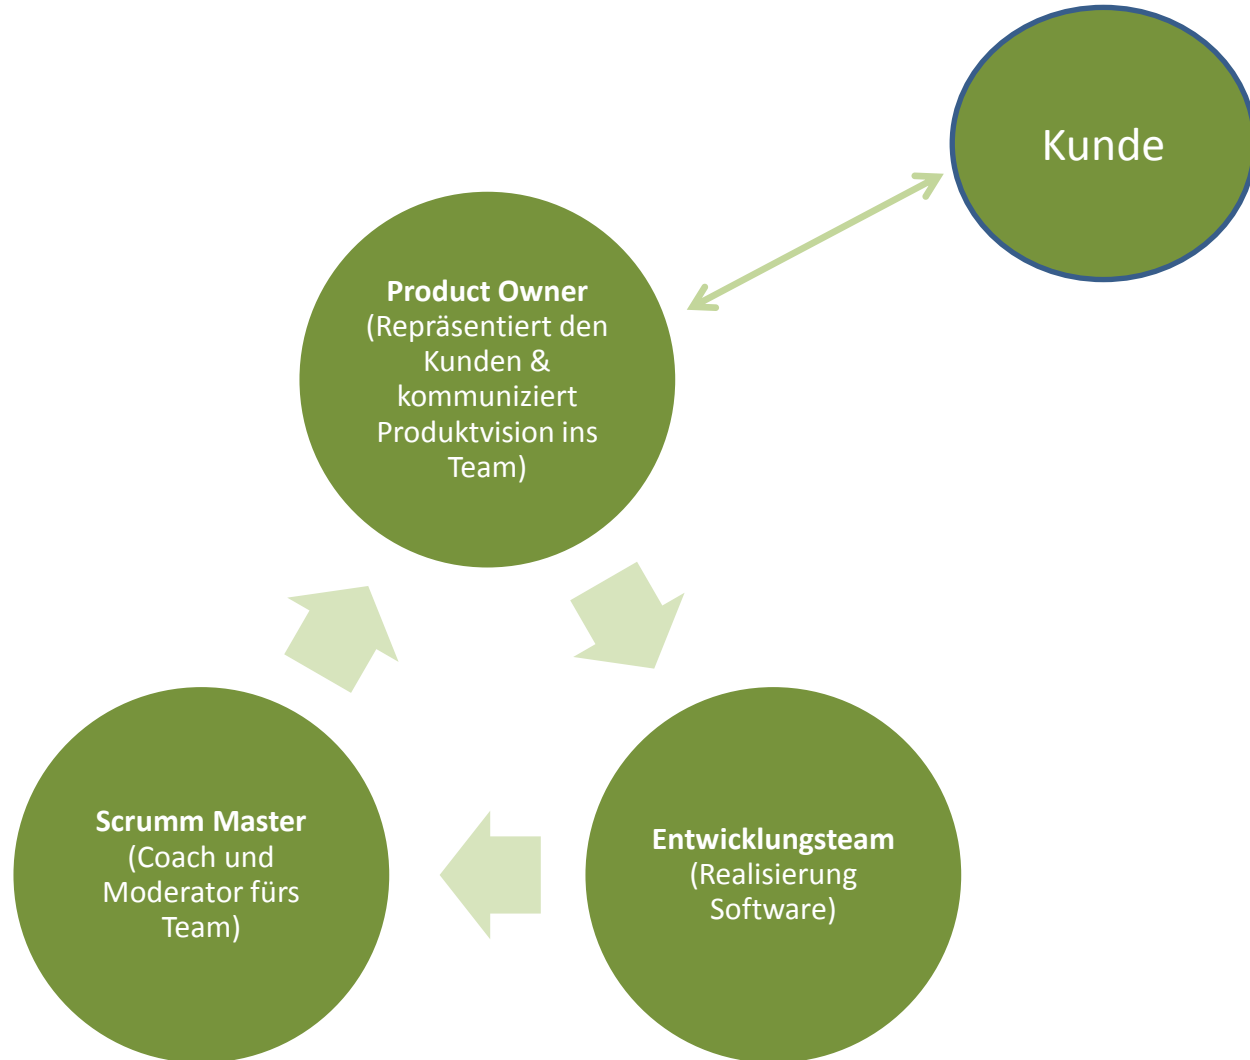 Kunde
Product Owner
(Repräsentiert den
Kunden &
kommuniziert
Produktvision ins
Team)
Scrumm Master
(Coach und
Moderator fürs
Team)
Entwicklungsteam
(Realisierung
Software)